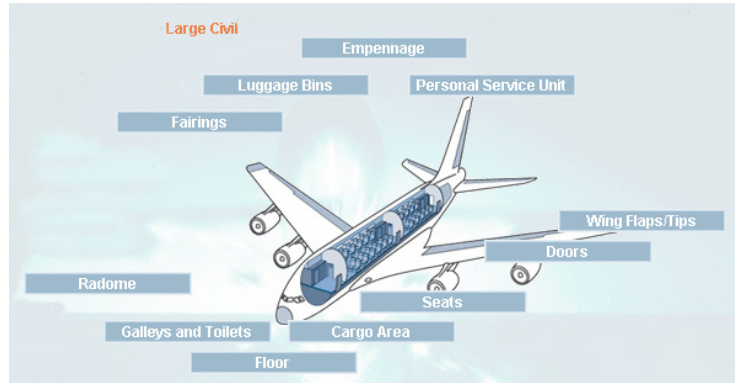 Large Civil
Empennage
Luggage Bins
Personal Service Unit
Fairings
Wing Flaps/Tips
Doors
Radome
Seats
Galleys and Toilets
Cargo Area
Floor